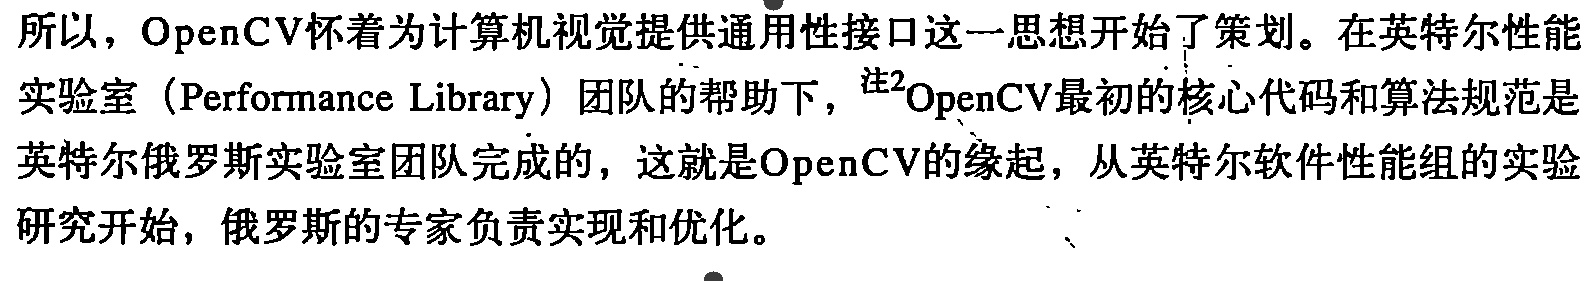 所以，OpenCV怀着为计算机视觉提供通用性接口这一思想开始了策划。在英特尔性能
实验室（Performance Library）团队的帮助下，注2OpenCV最初的核心代码和算法规范是
英特尔俄罗斯实验室团队完成的，这就是OpenCV的缘起，从英特尔软件性能组的实验
研究开始，俄罗斯的专家负责实现和优化。